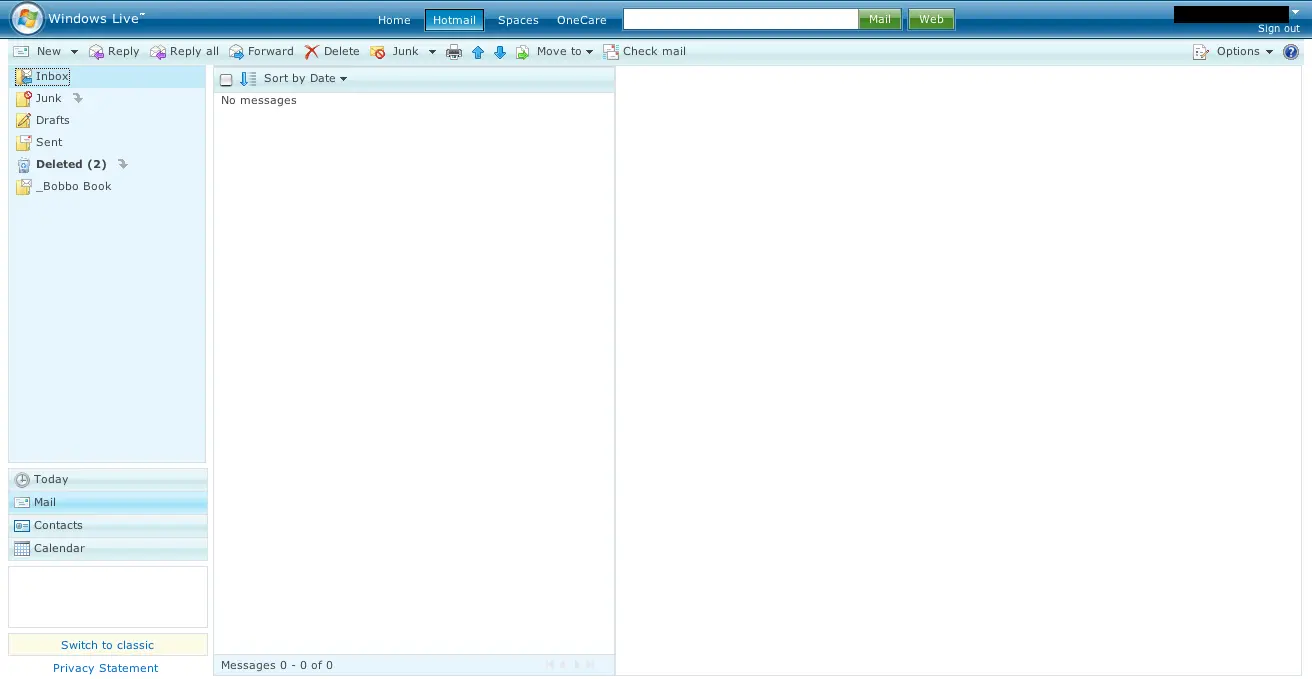 Windows Live™ Home Hotmail Spaces OneCare Mail Web
Sign out
New Reply Reply all Forward Delete Junk Move to Check mail Options
Inbox
Junk
Drafts
Sent
Deleted (2)
_Bobbo Book
Sort by Date
No messages
Today
Mail
Contacts
Calendar
Switch to classic
Privacy Statement
Messages 0 - 0 of 0